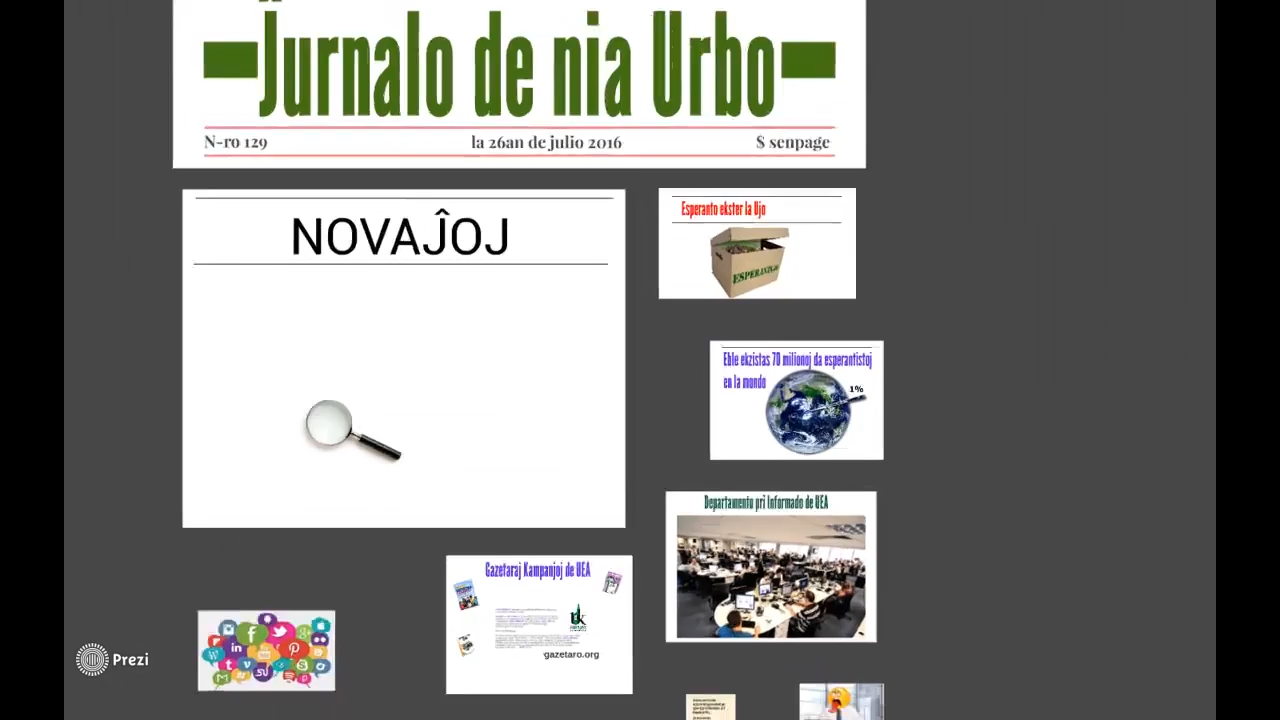 Ĵurnalo de nia Urbo
N-ro 129
la 26an de julio 2016
$ senpage
NOVAĴOJ
Esperanto ekster la Ujo
ESPERANTUJO
Eble ekzistas 70 milionoj da esperantistoj
en la mondo
1%
Departamento pri Informado de UEA
Gazetaraj Kampanjoj de UEA
gazetaro.org
Prezi